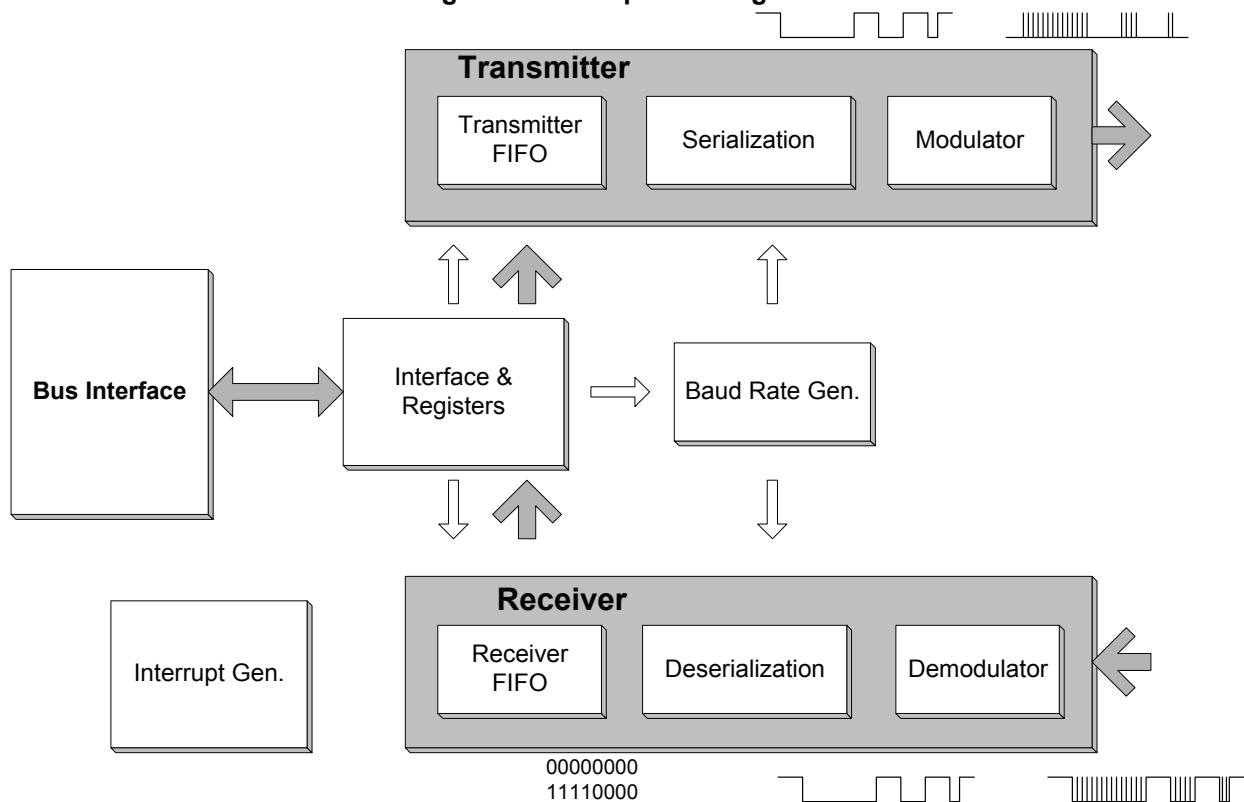 Transmitter
Transmitter
FIFO
Serialization
Modulator
Bus Interface
Interface &
Registers
Baud Rate Gen.
Interrupt Gen.
Receiver
Receiver
FIFO
Deserialization
Demodulator
00000000
11110000